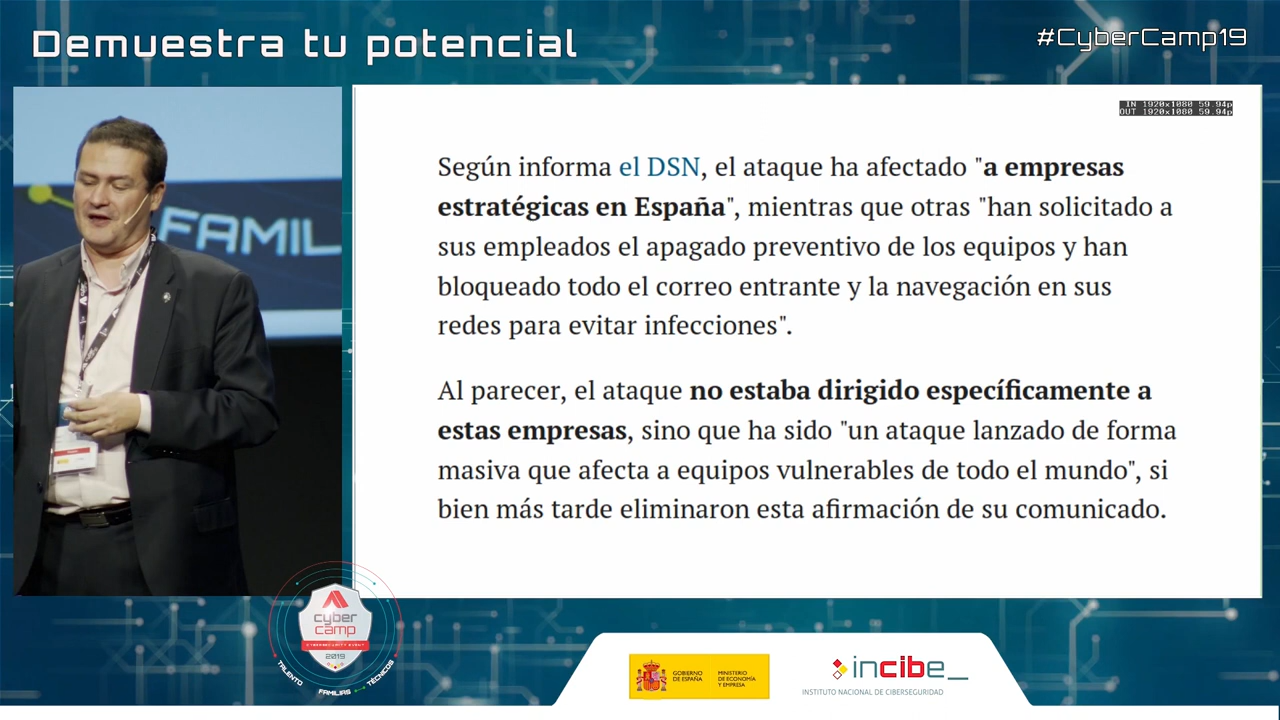 Demuestra tu potencial
#CyberCamp19
IN 1920x1080 59.94p
OUT 1920x1080 59.94p
FAMIL
Según informa el DSN, el ataque ha afectado "a empresas
estratégicas en España", mientras que otras "han solicitado a
sus empleados el apagado preventivo de los equipos y han
bloqueado todo el correo entrante y la navegación en sus
redes para evitar infecciones".
Al parecer, el ataque no estaba dirigido específicamente a
estas empresas, sino que ha sido "un ataque lanzado de forma
masiva que afecta a equipos vulnerables de todo el mundo", si
bien más tarde eliminaron esta afirmación de su comunicado.
cyber
camp
CYBERSECURITY EVENT
2019
TALENTO
FAMILIAS
TÉCNICOS
GOBIERNO
DE ESPAÑA
MINISTERIO
DE ECONOMÍA
Y EMPRESA
incibe_
INSTITUTO NACIONAL DE CIBERSEGURIDAD